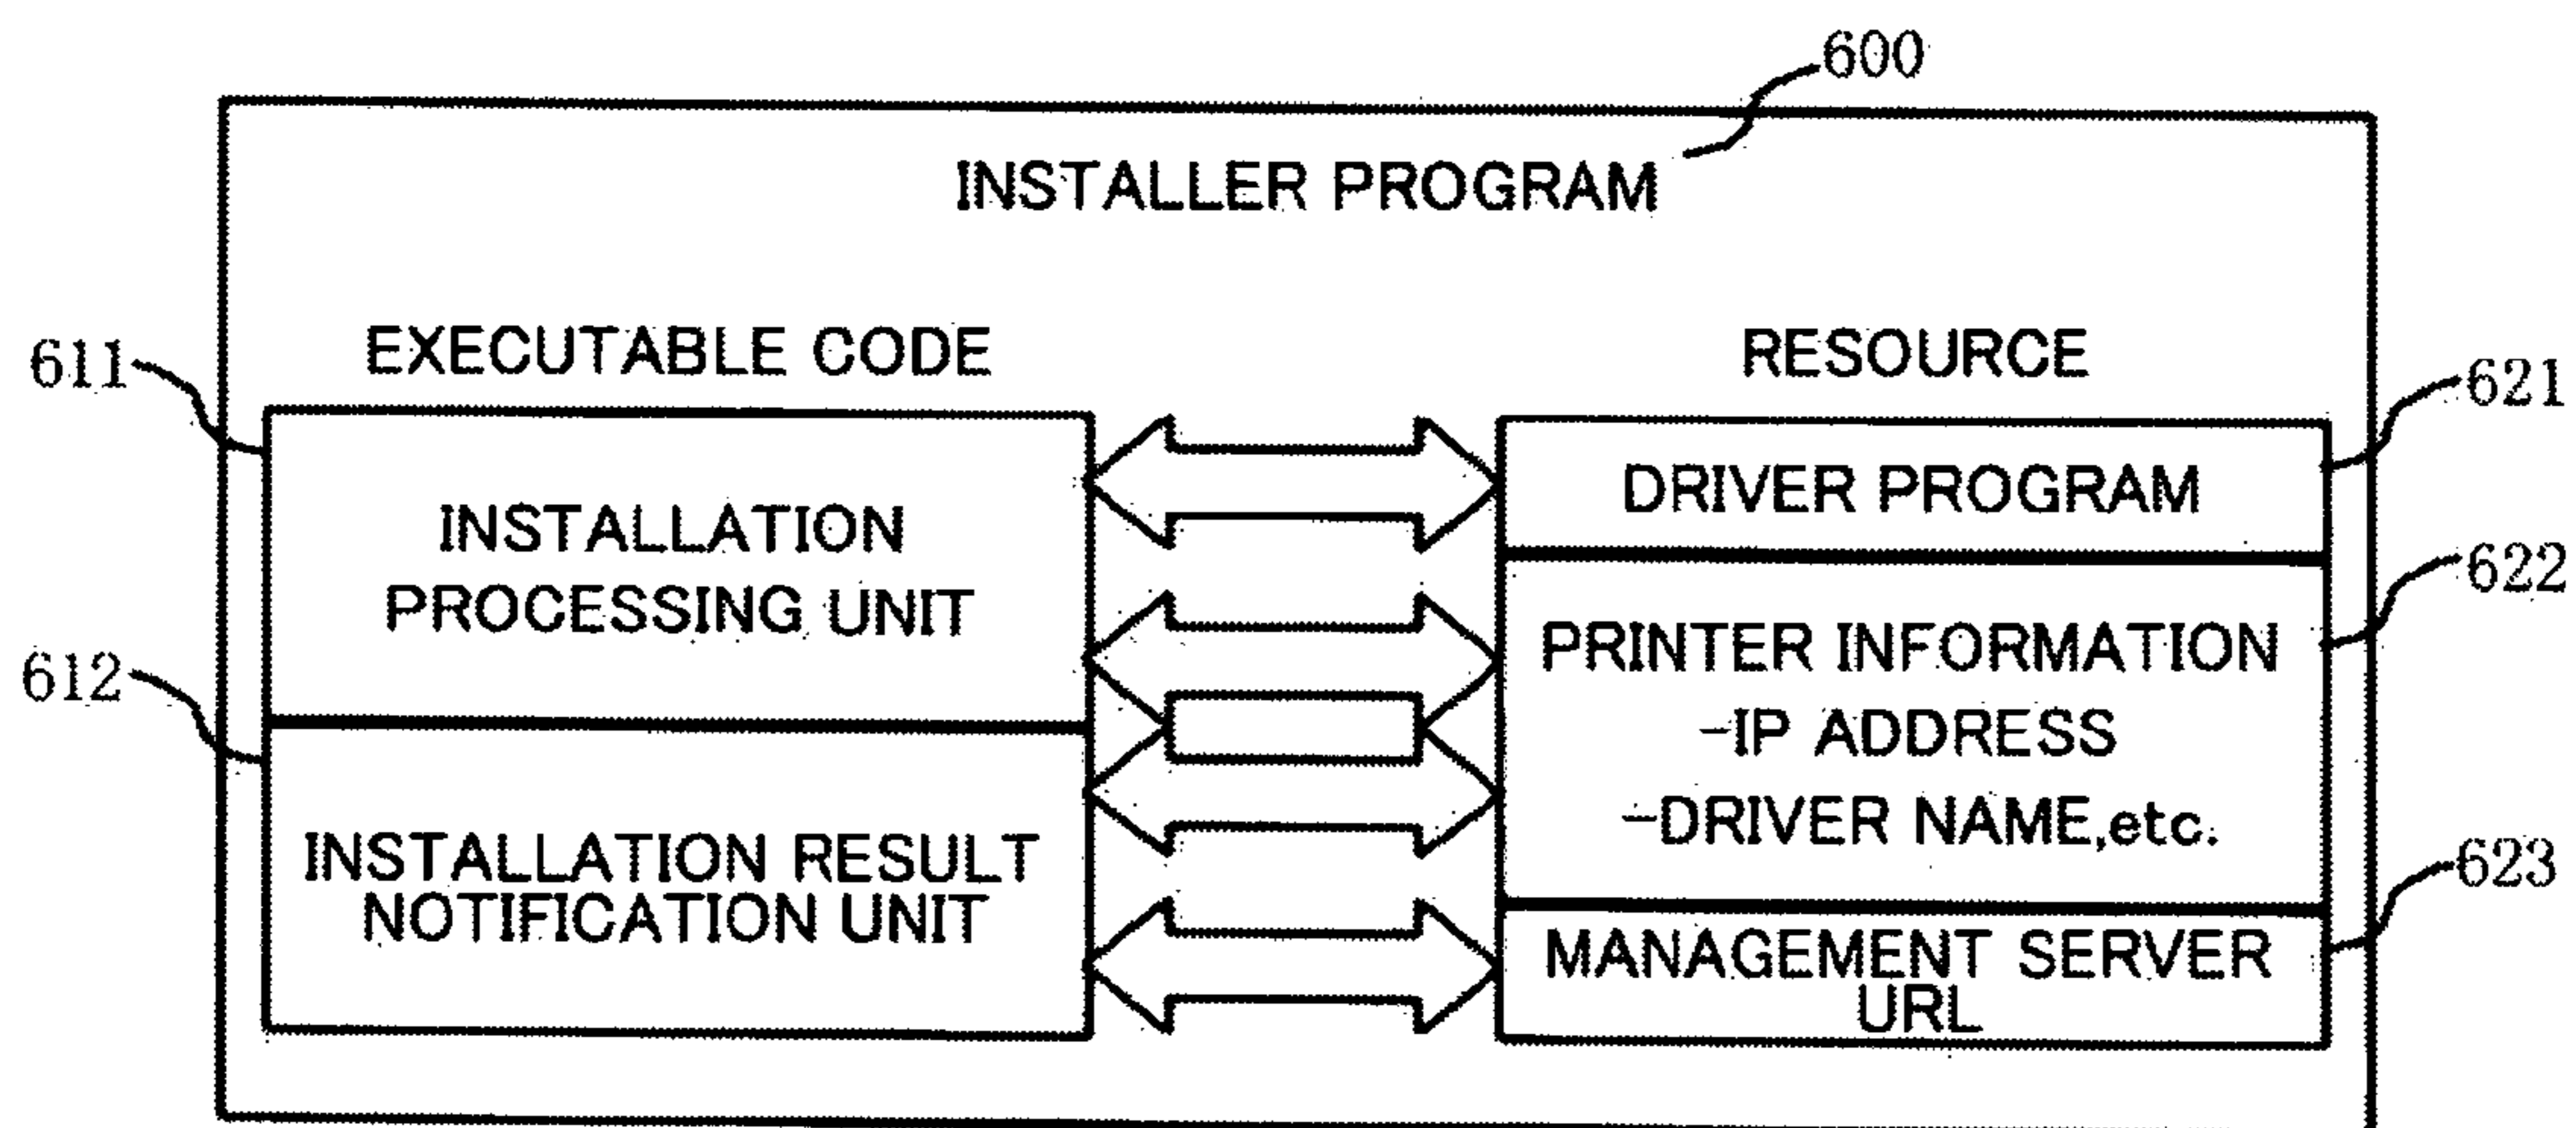 600
INSTALLER PROGRAM
EXECUTABLE CODE
RESOURCE
611
INSTALLATION
PROCESSING UNIT
612
INSTALLATION RESULT
NOTIFICATION UNIT
621
DRIVER PROGRAM
622
PRINTER INFORMATION
-IP ADDRESS
-DRIVER NAME,etc.
623
MANAGEMENT SERVER
URL